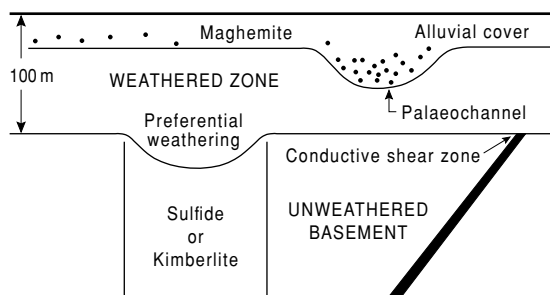 Maghemite
Alluvial cover
100 m
WEATHERED ZONE
Palaeochannel
Preferential
weathering
Conductive shear zone
Sulfide
or
Kimberlite
UNWEATHERED
BASEMENT